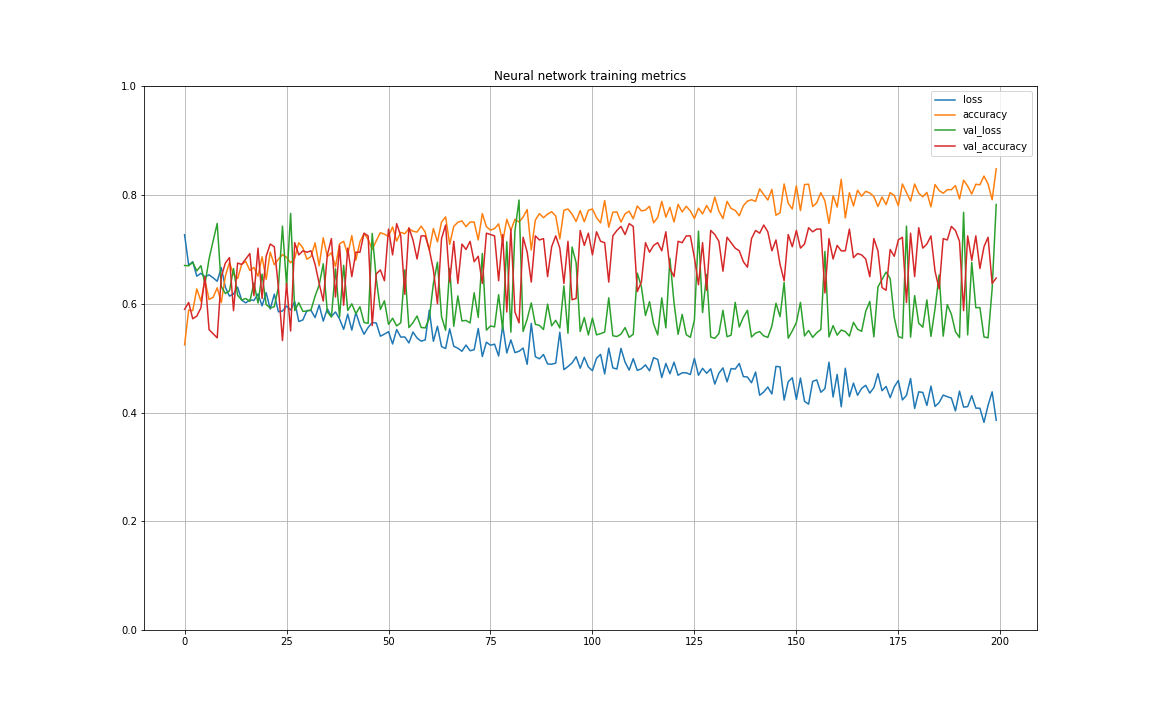 Neural network training metrics
1.0
loss
accuracy
val_loss
val_accuracy
0.8
0.6
0.4
0.2
0.0
0 25 50 75 100 125 150 175 200